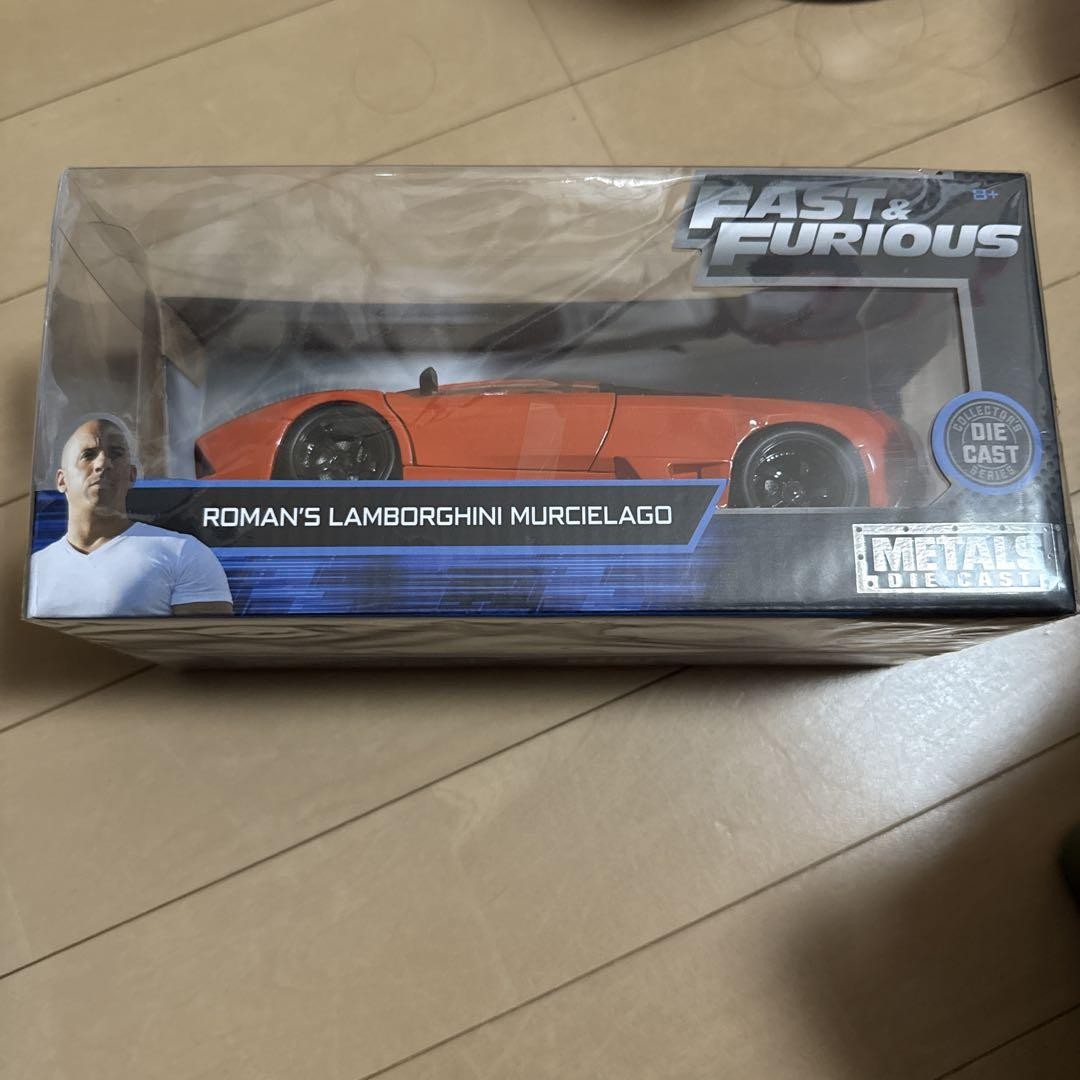 FAST &
FURIOUS
8+
COLLECTOR'S
DIE
CAST
SERIES
ROMAN'S LAMBORGHINI MURCIELAGO
METALS
DIE CAST